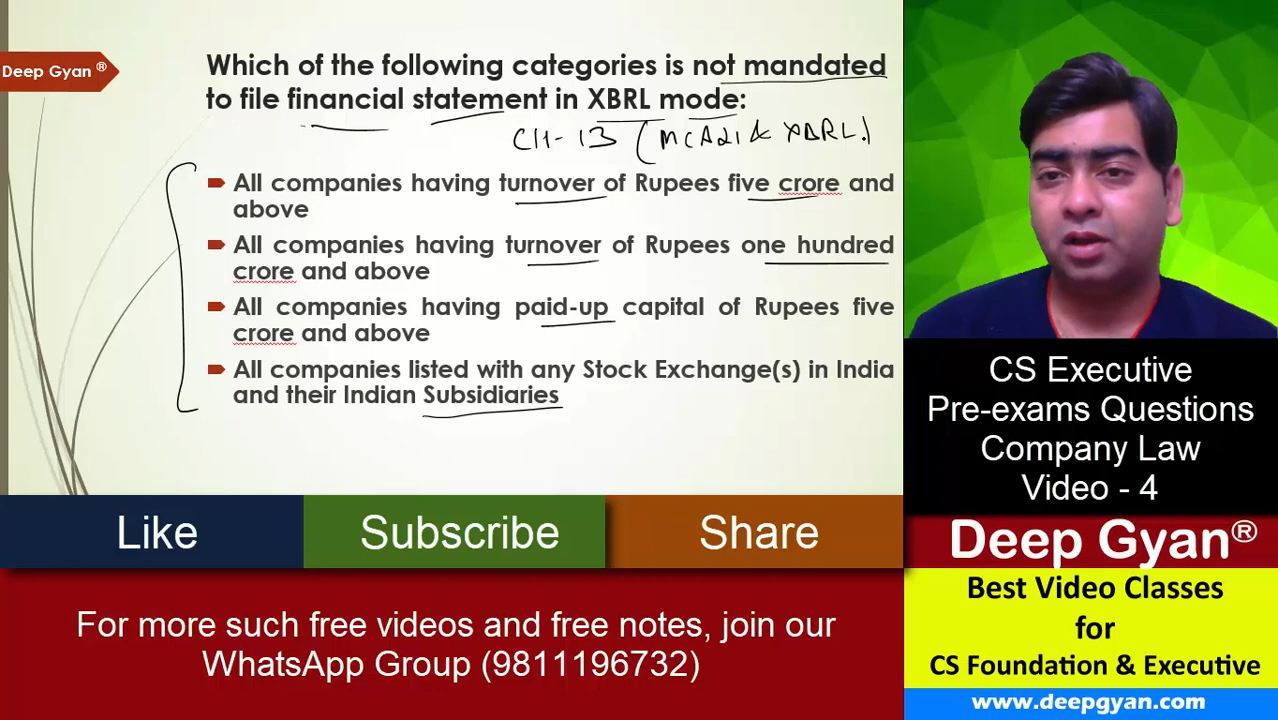 Deep Gyan ®
Which of the following categories is not mandated
to file financial statement in XBRL mode:
CH-13 (MCA21 & XBRL)
All companies having turnover of Rupees five crore and
above
All companies having turnover of Rupees one hundred
crore and above
All companies having paid-up capital of Rupees five
crore and above
All companies listed with any Stock Exchange(s) in India
and their Indian Subsidiaries
CS Executive
Pre-exams Questions
Company Law
Video - 4
Like
Subscribe
Share
Deep Gyan®
For more such free videos and free notes, join our
WhatsApp Group (9811196732)
Best Video Classes
for
CS Foundation & Executive
www.deepgyan.com